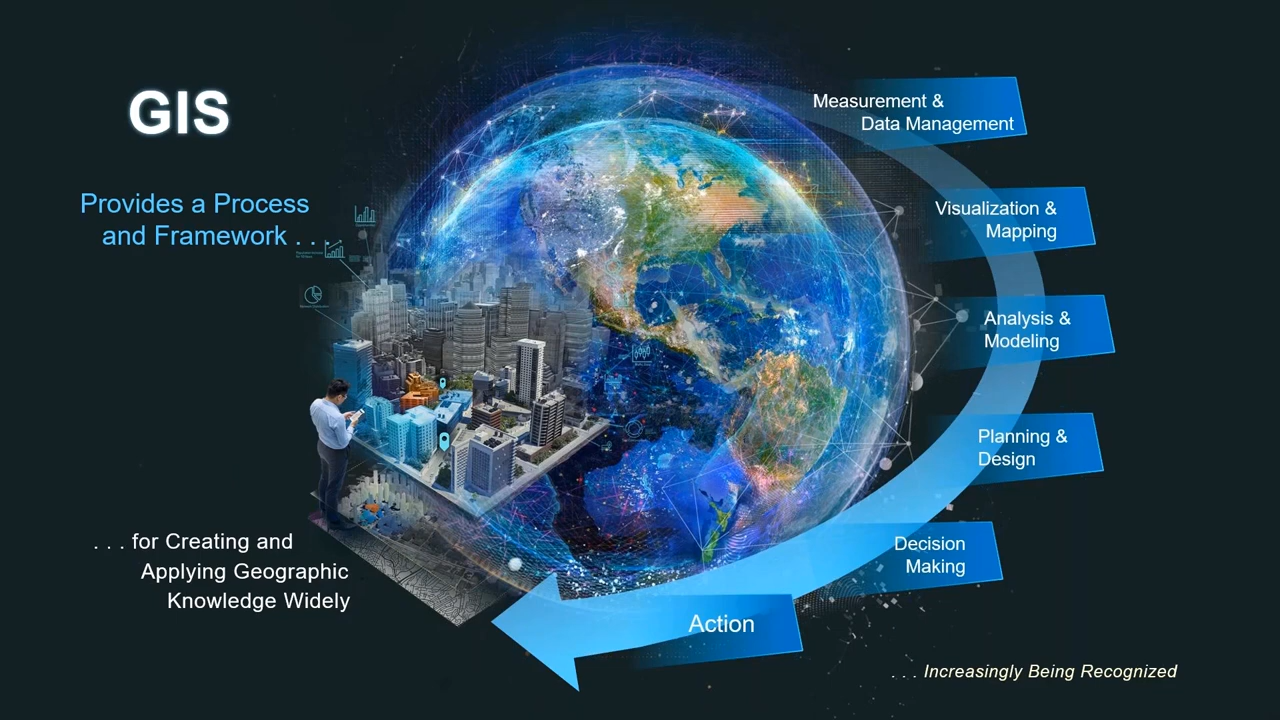 GIS
Provides a Process
and Framework . . .
. . . for Creating and
Applying Geographic
Knowledge Widely
Measurement &
Data Management
Visualization &
Mapping
Analysis &
Modeling
Planning &
Design
Decision
Making
Action
. . . Increasingly Being Recognized